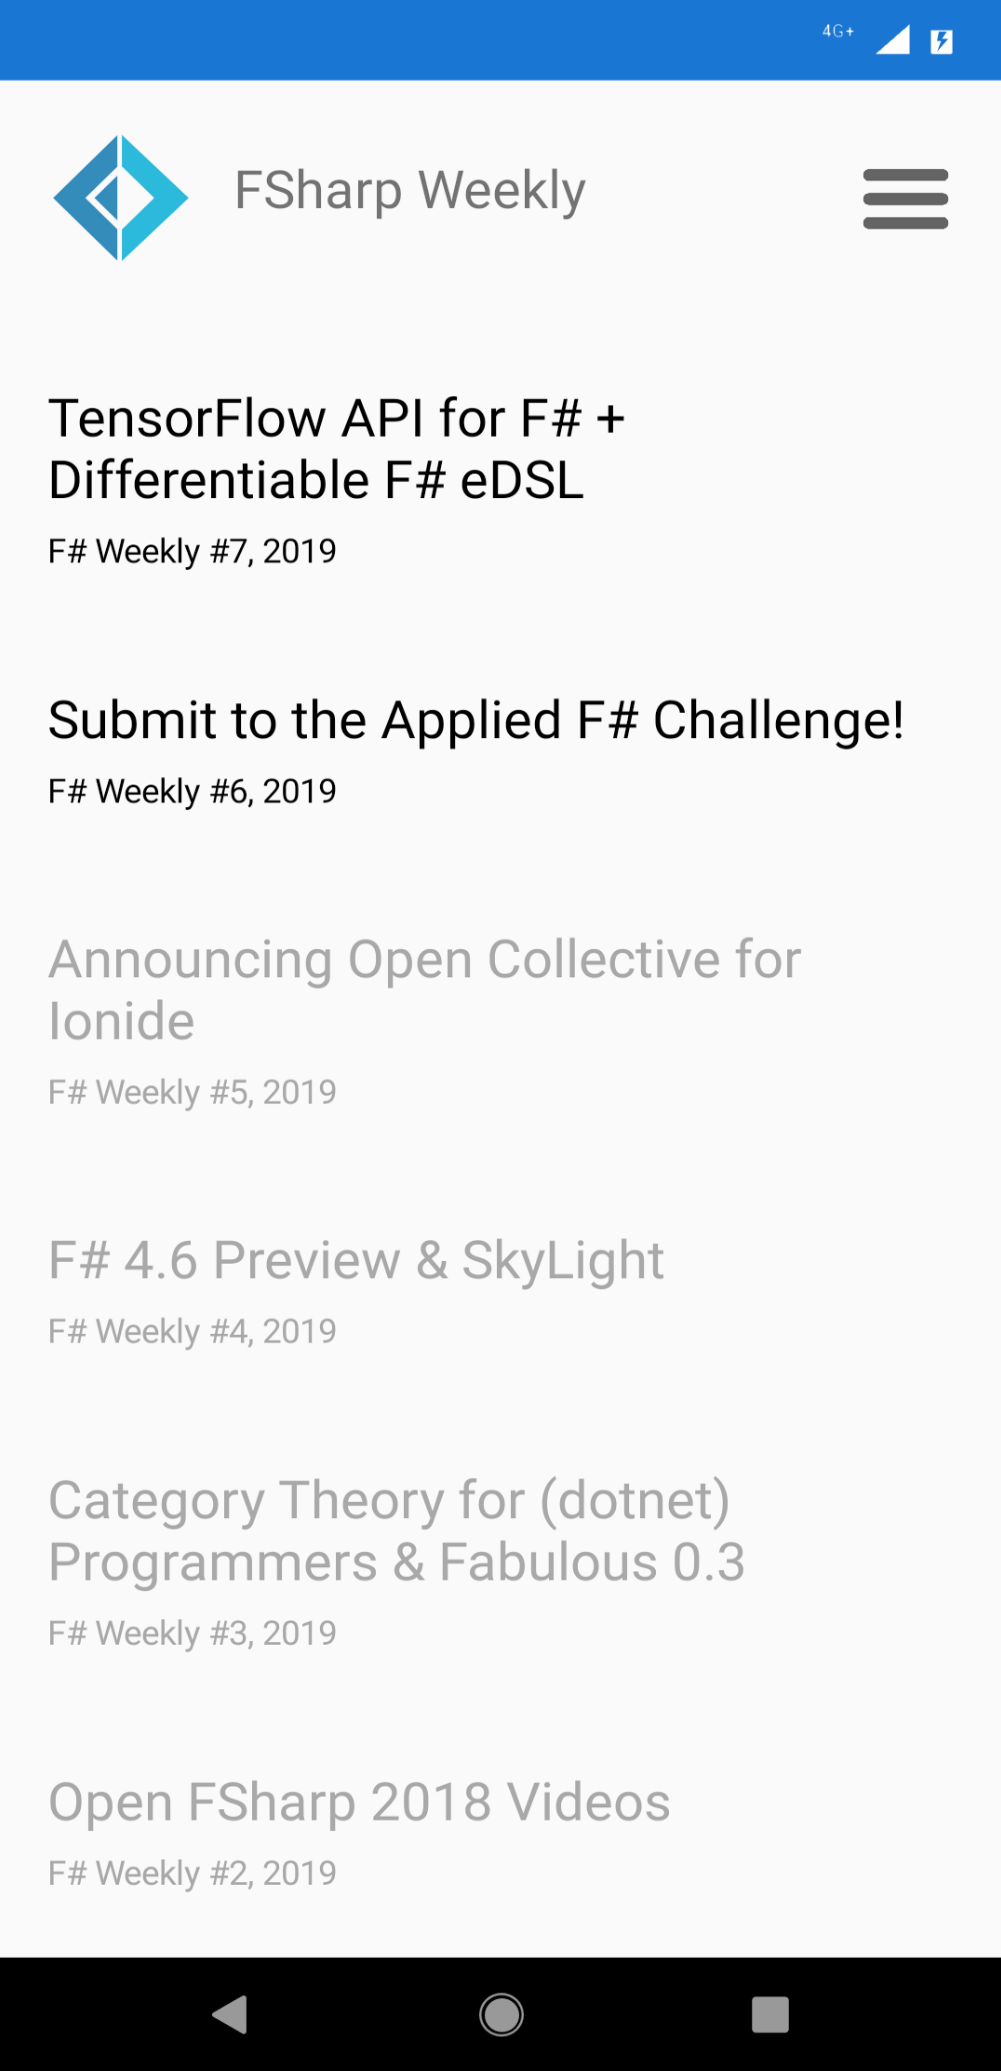 4G+
FSharp Weekly
TensorFlow API for F# +
Differentiable F# eDSL
F# Weekly #7, 2019
Submit to the Applied F# Challenge!
F# Weekly #6, 2019
Announcing Open Collective for
Ionide
F# Weekly #5, 2019
F# 4.6 Preview & SkyLight
F# Weekly #4, 2019
Category Theory for (dotnet)
Programmers & Fabulous 0.3
F# Weekly #3, 2019
Open FSharp 2018 Videos
F# Weekly #2, 2019